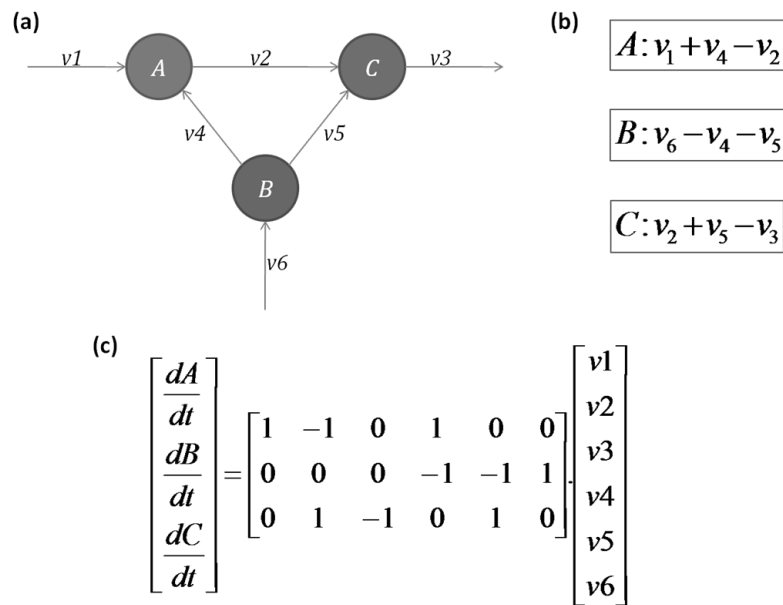 (a)
v1 A v2 C v3
v4 v5
B
v6
(b)
A: v₁ + v₄ − v₂
B: v₆ − v₄ − v₅
C: v₂ + v₅ − v₃
(c)
dA
dt
dB
dt
dC
dt
=
1 −1 0 1 0 0
0 0 0 −1 −1 1
0 1 −1 0 1 0
.
v1
v2
v3
v4
v5
v6